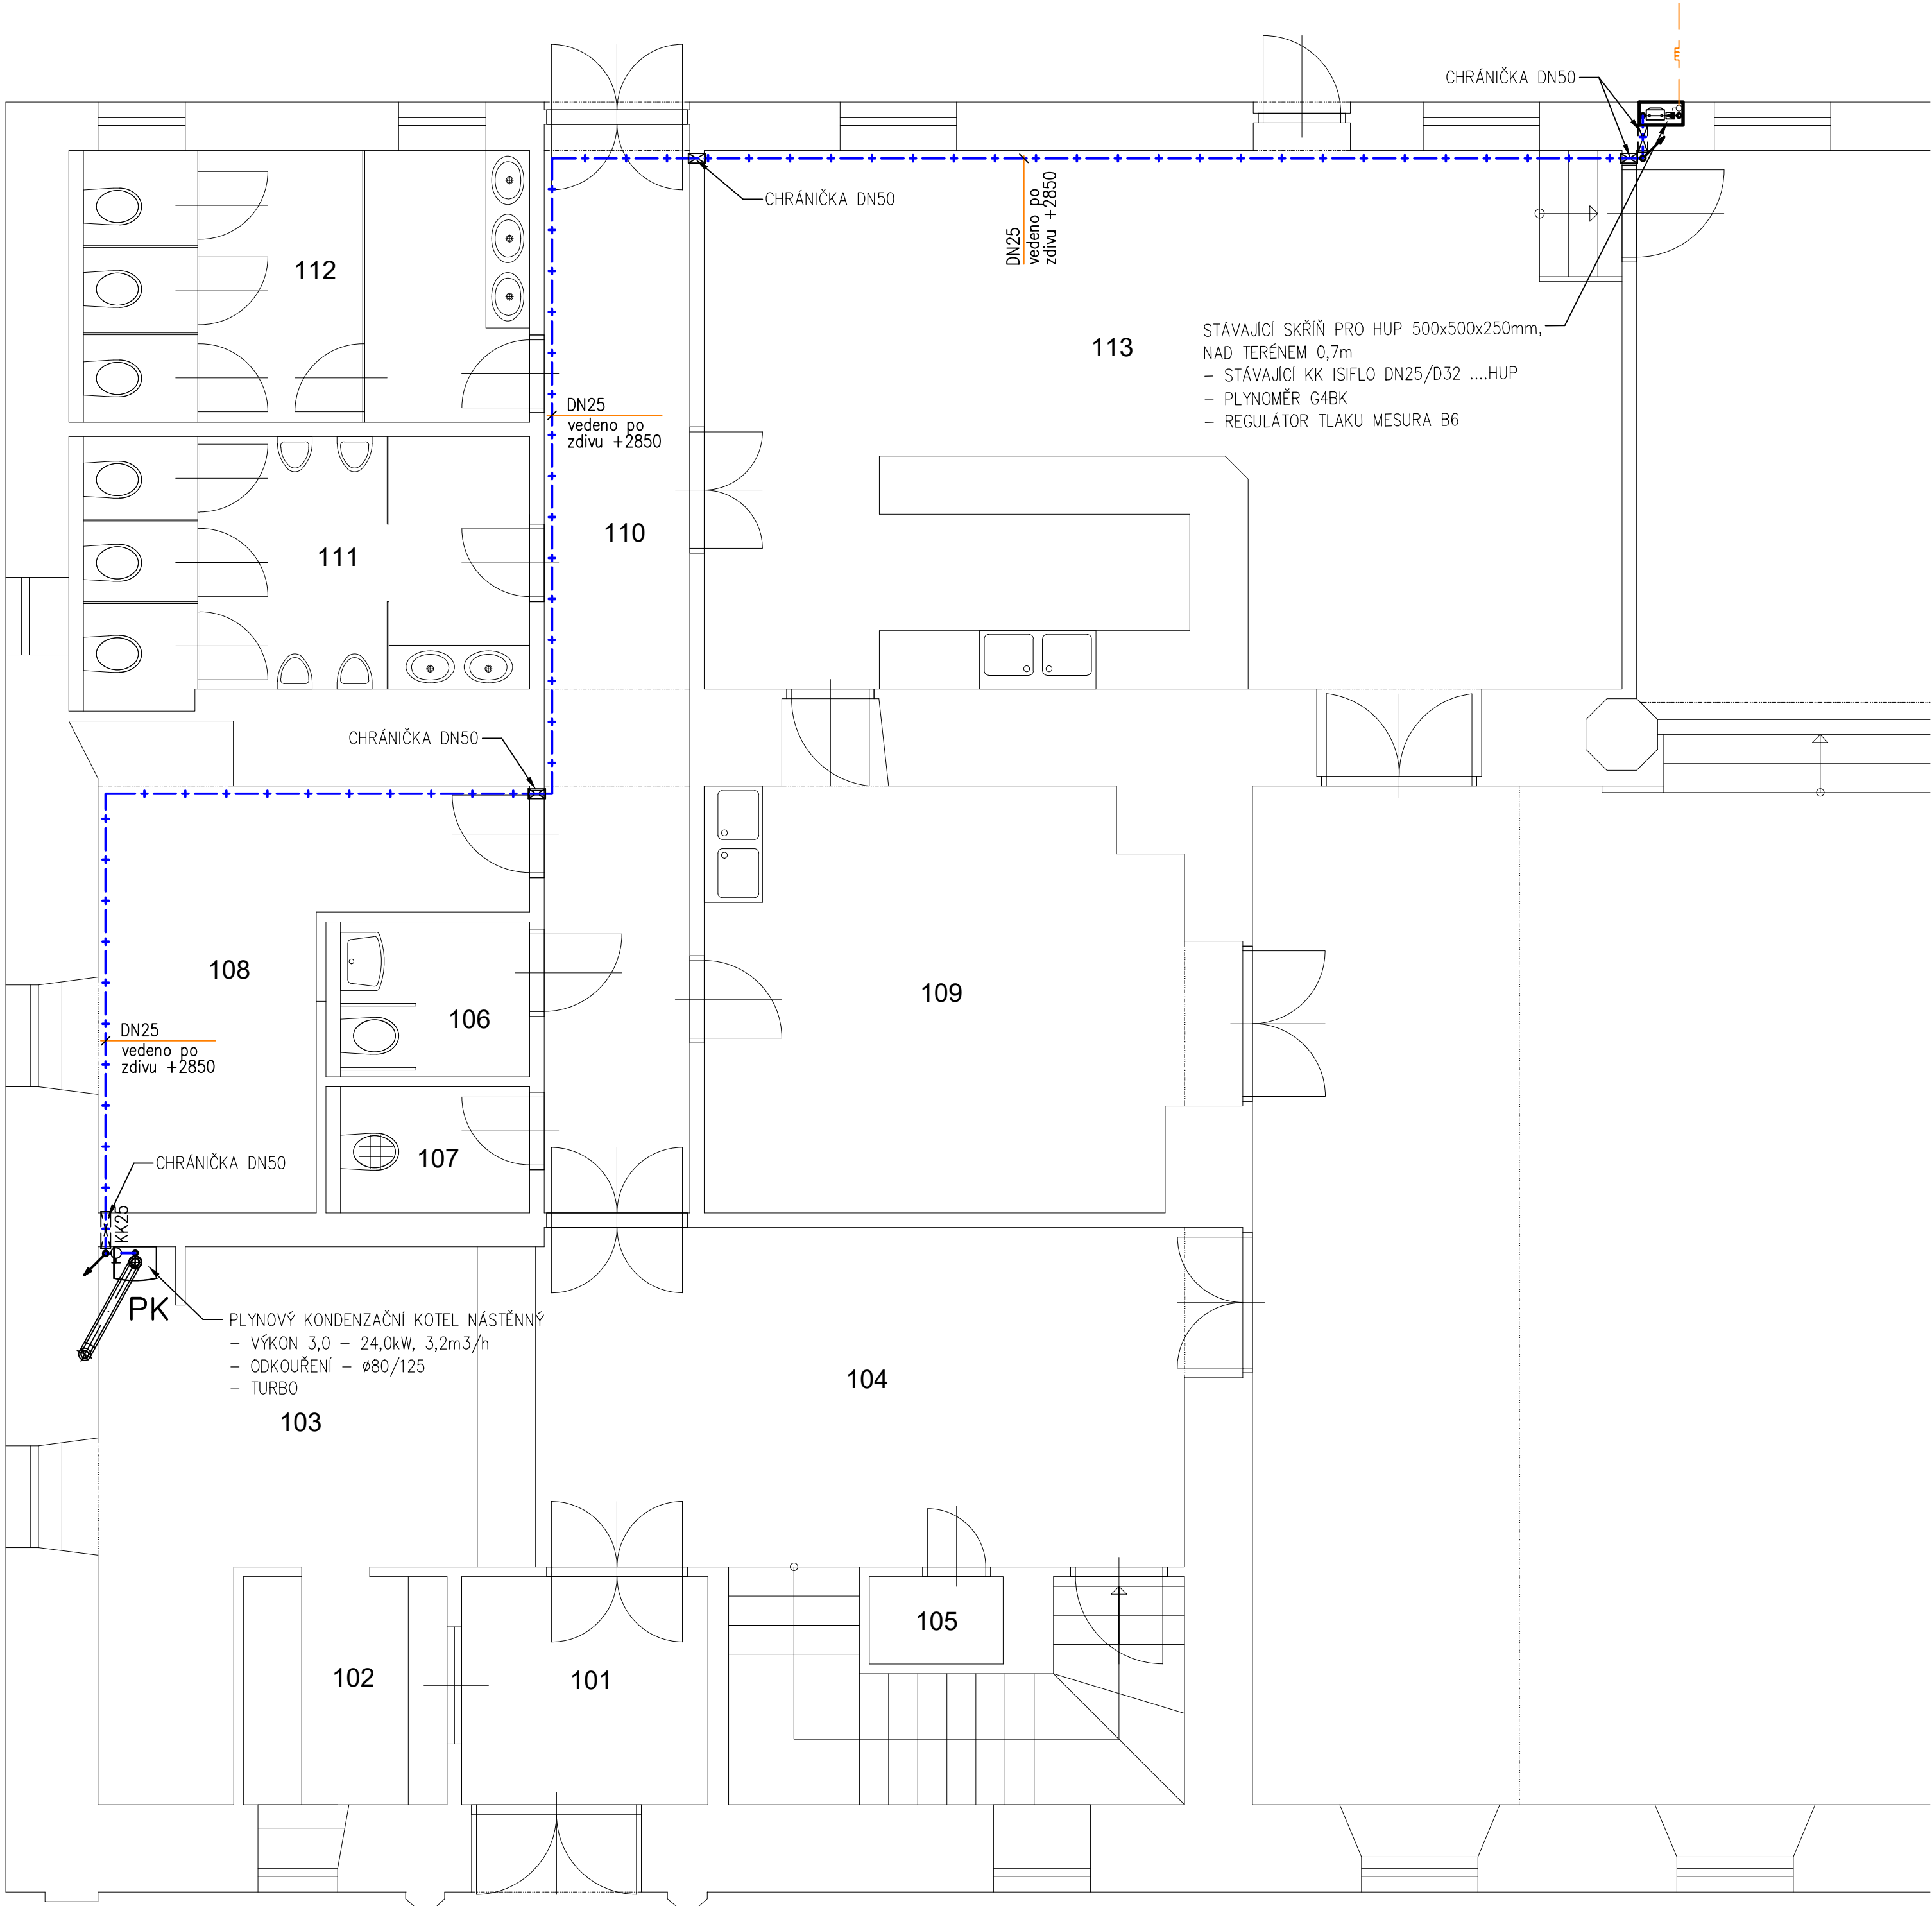 CHRÁNIČKA DN50
CHRÁNIČKA DN50
DN25
vedeno po
zdivu +2850
112
113
STÁVAJÍCÍ SKŘÍŇ PRO HUP 500x500x250mm,
NAD TERÉNEM 0,7m
– STÁVAJÍCÍ KK ISIFLO DN25/D32 ....HUP
– PLYNOMĚR G4BK
– REGULÁTOR TLAKU MESURA B6
DN25
vedeno po
zdivu +2850
110
111
CHRÁNIČKA DN50
108
109
106
DN25
vedeno po
zdivu +2850
107
CHRÁNIČKA DN50
KK25
PK
PLYNOVÝ KONDENZAČNÍ KOTEL NÁSTĚNNÝ
– VÝKON 3,0 – 24,0kW, 3,2m3/h
– ODKOUŘENÍ – ø80/125
– TURBO
103
104
105
102
101